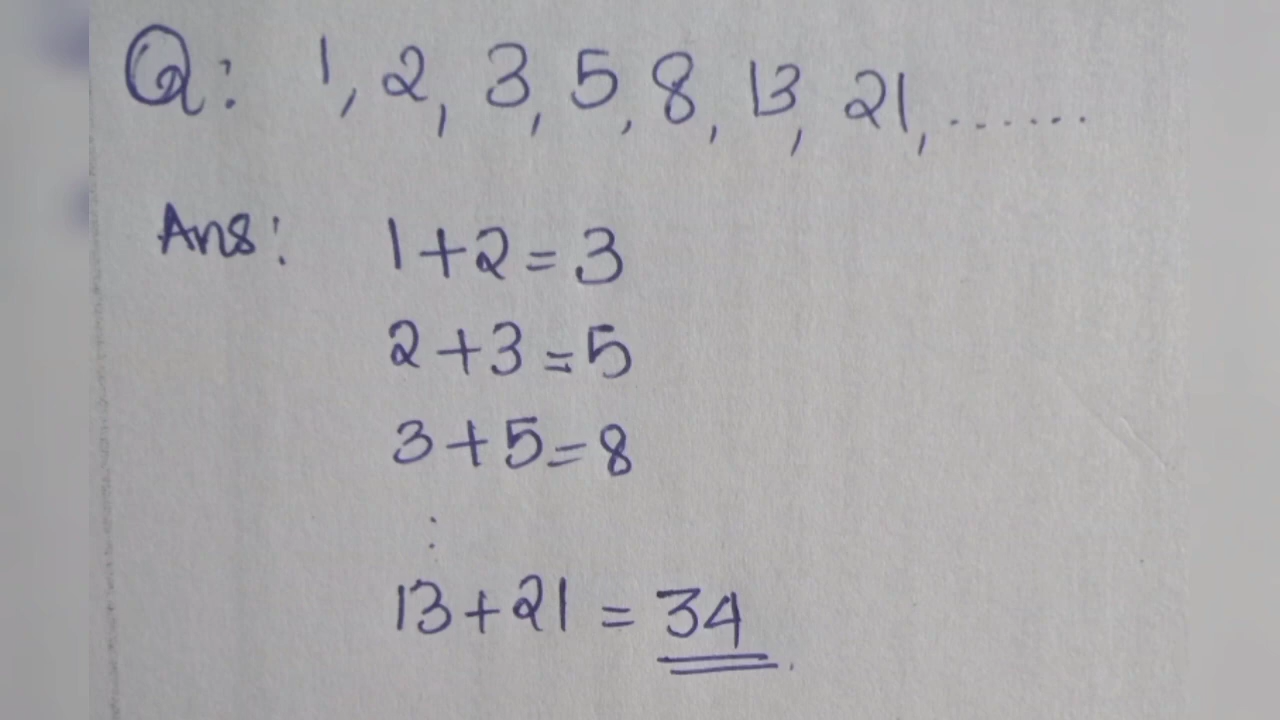 Q: 1, 2, 3, 5, 8, 13, 21, ......
Ans: 1+2=3
2+3=5
3+5=8
:
13+21 = 34.